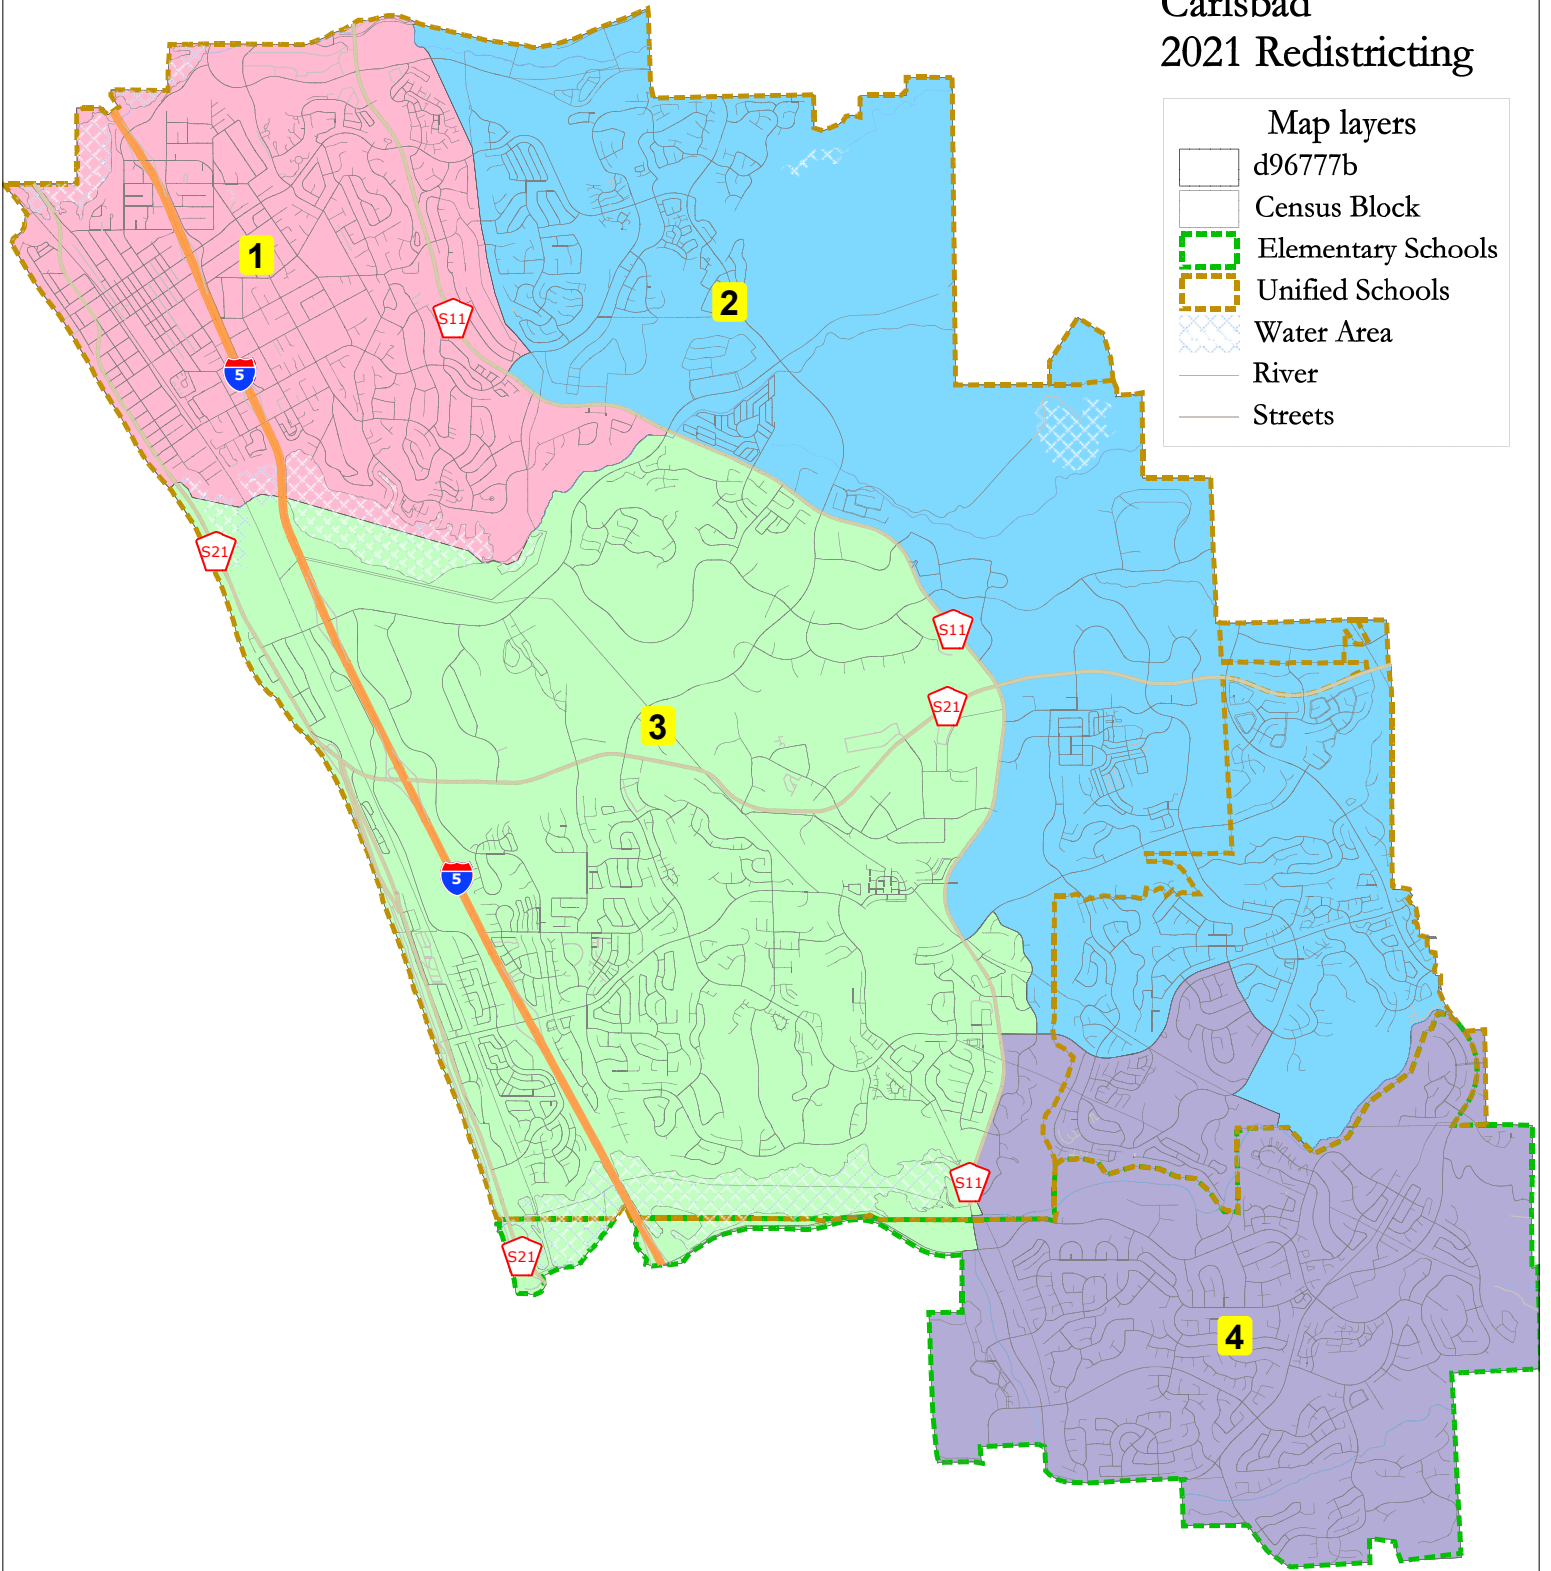 Carlsbad
2021 Redistricting
Map layers
d96777b
Census Block
Elementary Schools
Unified Schools
Water Area
River
Streets
1
2
S11
5
S21
S11
S21
3
5
S11
S21
4